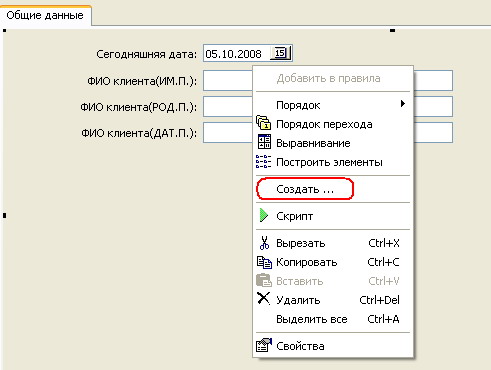 Общие данные
Сегодняшняя дата: 05.10.2008 15
ФИО клиента(ИМ.П.):
ФИО клиента(РОД.П.):
ФИО клиента(ДАТ.П.):
Добавить в правила
Порядок
Порядок перехода
Выравнивание
Построить элементы
Создать ...
Скрипт
Вырезать Ctrl+X
Копировать Ctrl+C
Вставить Ctrl+V
Удалить Ctrl+Del
Выделить все Ctrl+A
Свойства